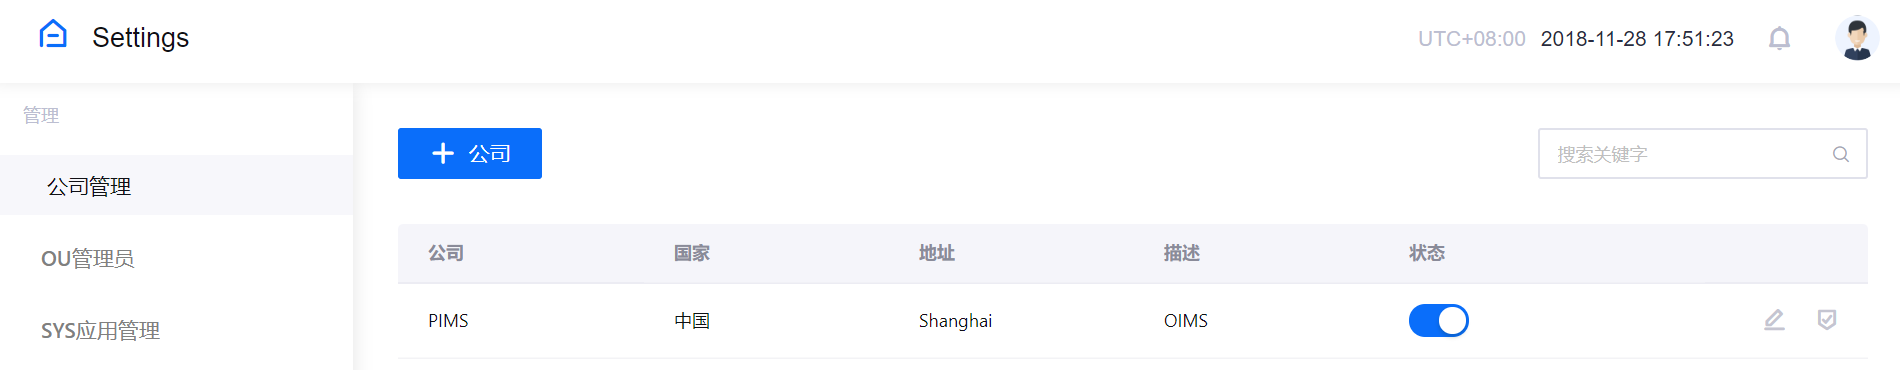 Settings
UTC+08:00 2018-11-28 17:51:23
管理
公司管理
OU管理员
SYS应用管理
公司
搜索关键字
公司 国家 地址 描述 状态
PIMS 中国 Shanghai OIMS